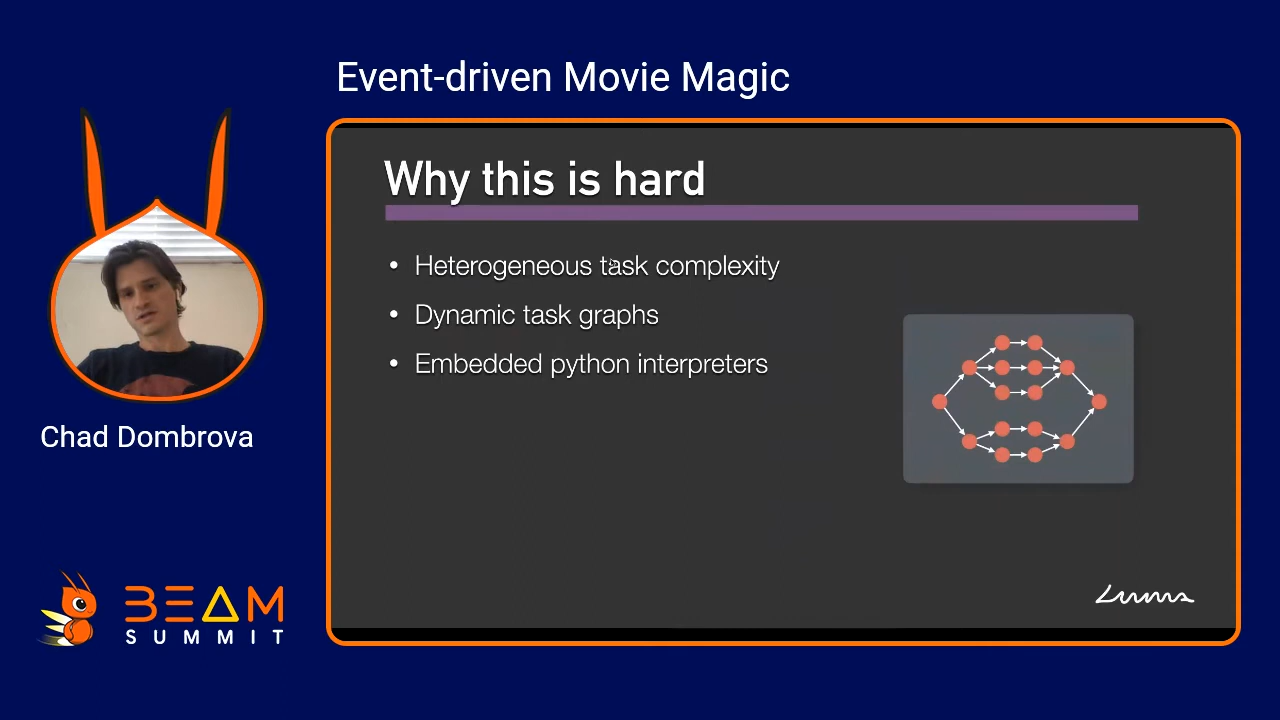 Event-driven Movie Magic
Why this is hard
• Heterogeneous task complexity
• Dynamic task graphs
• Embedded python interpreters
Chad Dombrova
BEAM
SUMMIT
Luma